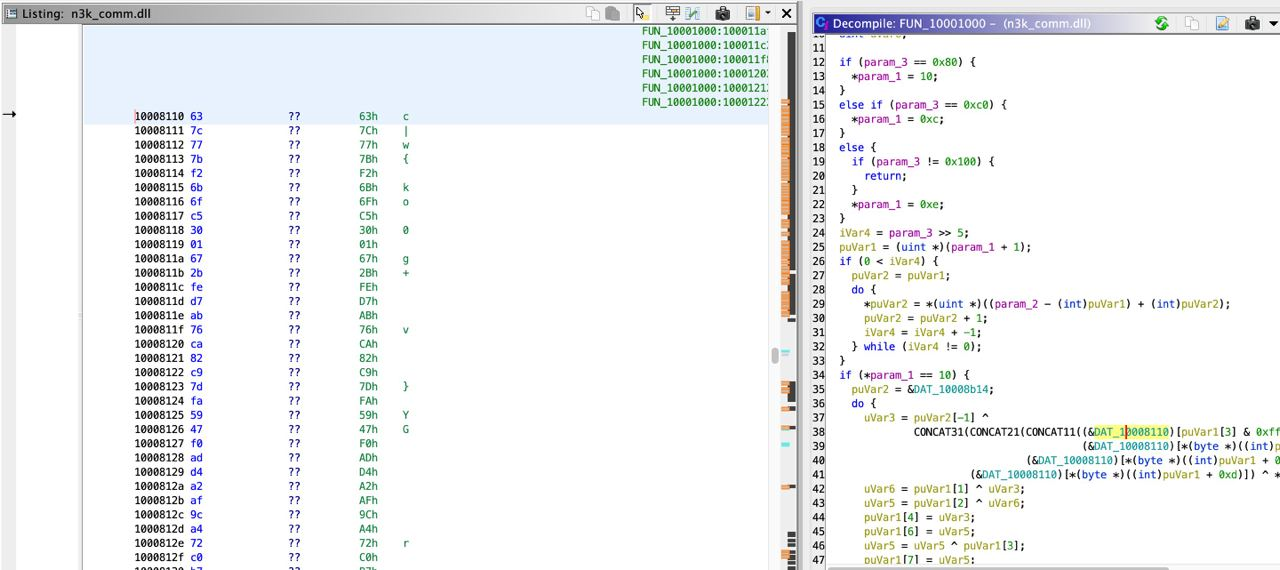 Listing: n3k_comm.dll
FUN_10001000:100011a
FUN_10001000:100011c
FUN_10001000:100011f
FUN_10001000:1000120
FUN_10001000:1000121
FUN_10001000:1000122
10008110 63 ?? 63h c
10008111 7c ?? 7Ch |
10008112 77 ?? 77h w
10008113 7b ?? 7Bh {
10008114 f2 ?? F2h
10008115 6b ?? 6Bh k
10008116 6f ?? 6Fh o
10008117 c5 ?? C5h
10008118 30 ?? 30h 0
10008119 01 ?? 01h
1000811a 67 ?? 67h g
1000811b 2b ?? 2Bh +
1000811c fe ?? FEh
1000811d d7 ?? D7h
1000811e ab ?? ABh
1000811f 76 ?? 76h v
10008120 ca ?? CAh
10008121 82 ?? 82h
10008122 c9 ?? C9h
10008123 7d ?? 7Dh }
10008124 fa ?? FAh
10008125 59 ?? 59h Y
10008126 47 ?? 47h G
10008127 f0 ?? F0h
10008128 ad ?? ADh
10008129 d4 ?? D4h
1000812a a2 ?? A2h
1000812b af ?? AFh
1000812c 9c ?? 9Ch
1000812d a4 ?? A4h
1000812e 72 ?? 72h r
1000812f c0 ?? C0h
Decompile: FUN_10001000 - (n3k_comm.dll)
11
12 if (param_3 == 0x80) {
13 *param_1 = 10;
14 }
15 else if (param_3 == 0xc0) {
16 *param_1 = 0xc;
17 }
18 else {
19 if (param_3 != 0x100) {
20 return;
21 }
22 *param_1 = 0xe;
23 }
24 iVar4 = param_3 >> 5;
25 puVar1 = (uint *)(param_1 + 1);
26 if (0 < iVar4) {
27 puVar2 = puVar1;
28 do {
29 *puVar2 = *(uint *)((param_2 - (int)puVar1) + (int)puVar2);
30 puVar2 = puVar2 + 1;
31 iVar4 = iVar4 + -1;
32 } while (iVar4 != 0);
33 }
34 if (*param_1 == 10) {
35 puVar2 = &DAT_10008b14;
36 do {
37 uVar3 = puVar2[-1] ^
38 CONCAT31(CONCAT21(CONCAT11((&DAT_10008110)[puVar1[3] & 0xff
39 (&DAT_10008110)[*(byte *)((int)p
40 (&DAT_10008110)[*(byte *)((int)puVar1 + 0
41 (&DAT_10008110)[*(byte *)((int)puVar1 + 0xd)]) ^ *
42 uVar6 = puVar1[1] ^ uVar3;
43 uVar5 = puVar1[2] ^ uVar6;
44 puVar1[4] = uVar3;
45 puVar1[6] = uVar5;
46 uVar5 = uVar5 ^ puVar1[3];
47 puVar1[7] = uVar5;